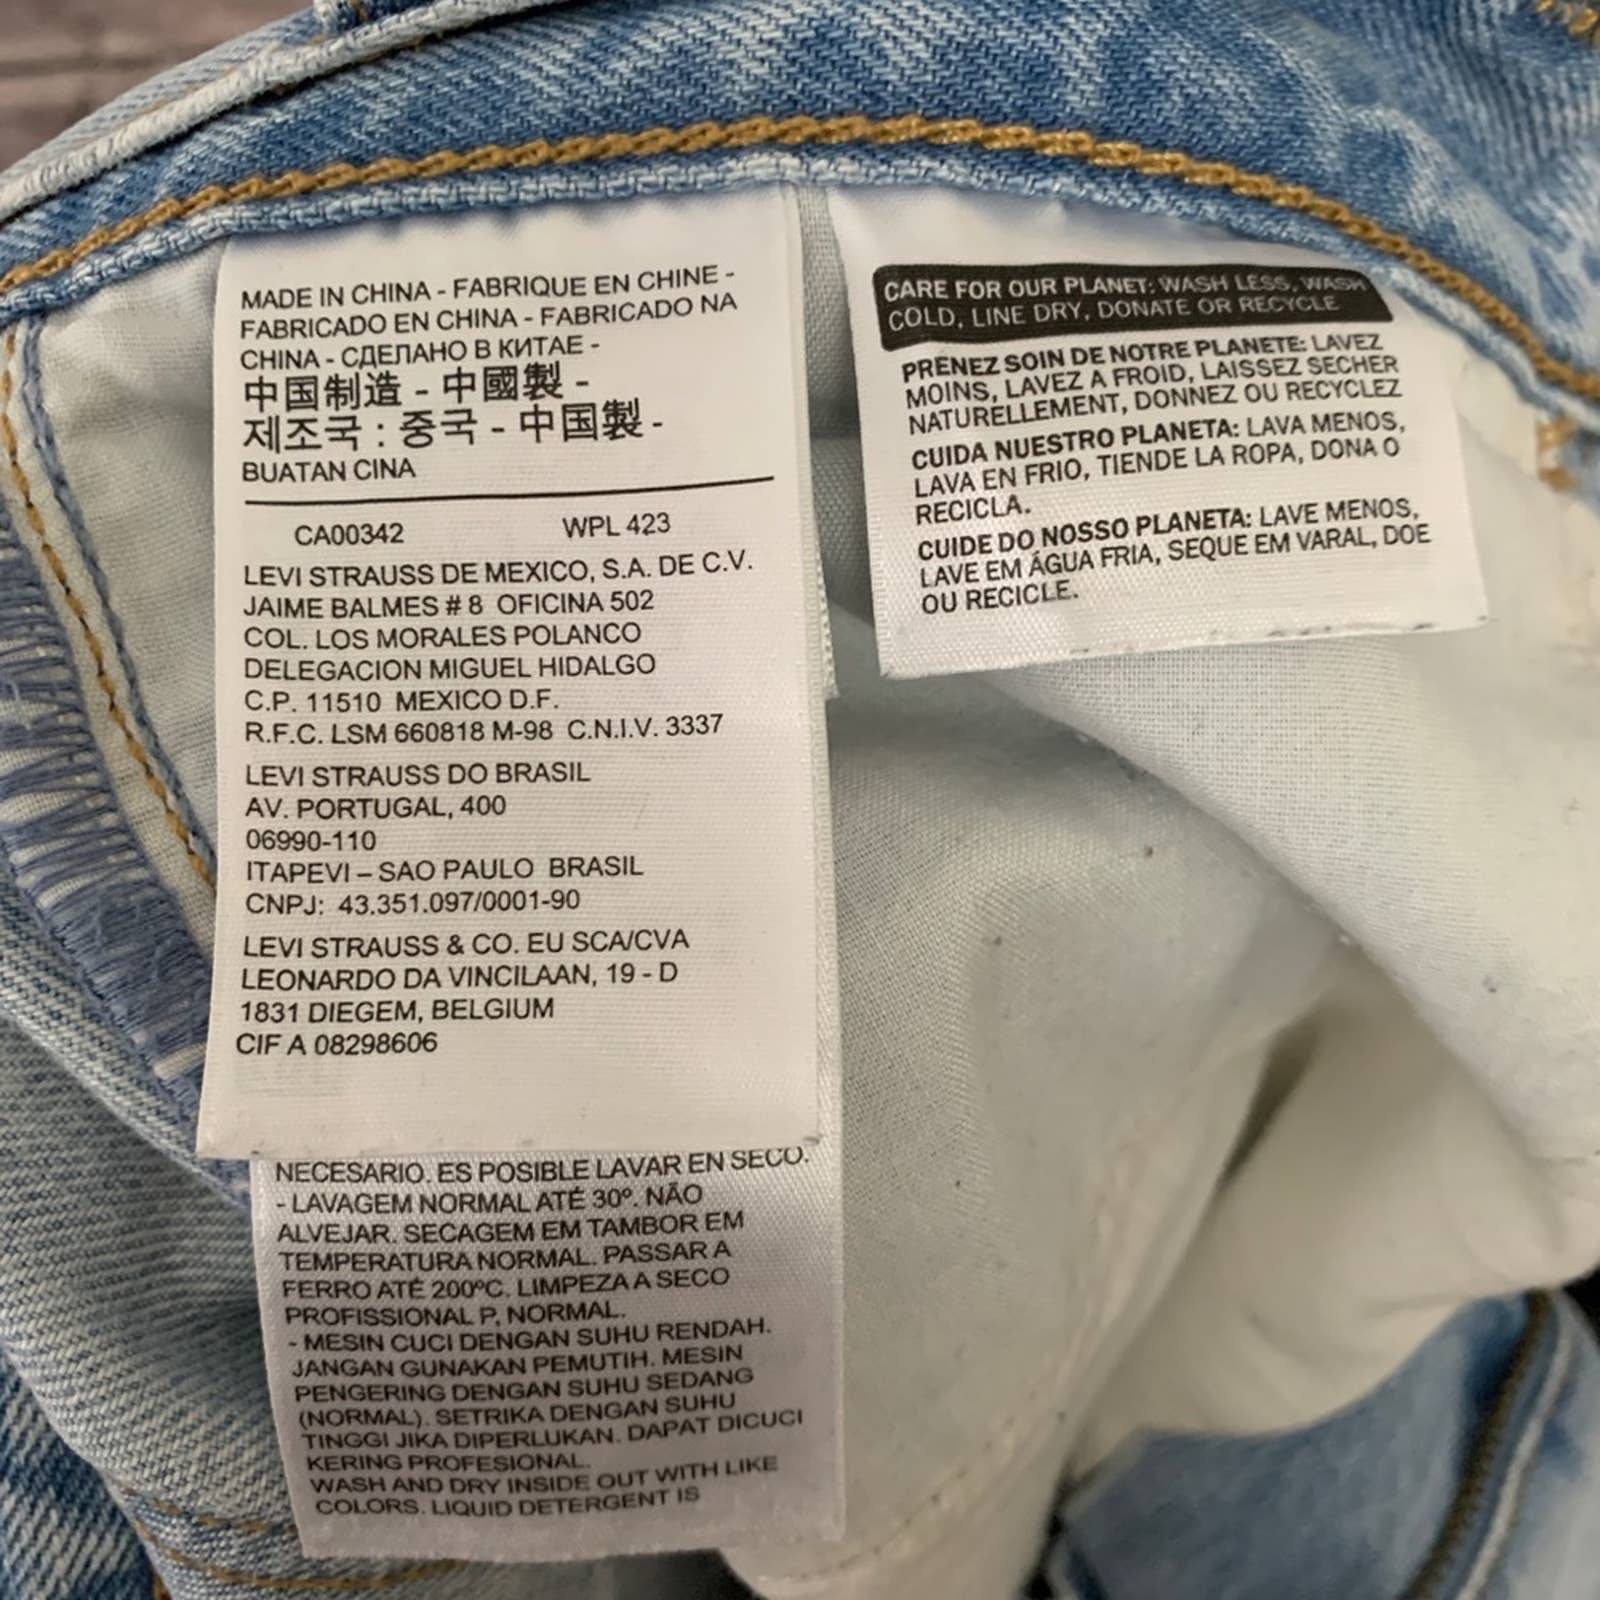 MADE IN CHINA - FABRIQUE EN CHINE -
FABRICADO EN CHINA - FABRICADO NA
CHINA - СДЕЛАНО В КИТАЕ -
中国制造 - 中國製 -
제조국 : 중국 - 中国製 -
BUATAN CINA
CA00342 WPL 423
LEVI STRAUSS DE MEXICO, S.A. DE C.V.
JAIME BALMES # 8 OFICINA 502
COL. LOS MORALES POLANCO
DELEGACION MIGUEL HIDALGO
C.P. 11510 MEXICO D.F.
R.F.C. LSM 660818 M-98 C.N.I.V. 3337
LEVI STRAUSS DO BRASIL
AV. PORTUGAL, 400
06990-110
ITAPEVI – SAO PAULO BRASIL
CNPJ: 43.351.097/0001-90
LEVI STRAUSS & CO. EU SCA/CVA
LEONARDO DA VINCILAAN, 19 - D
1831 DIEGEM, BELGIUM
CIF A 08298606
NECESARIO. ES POSIBLE LAVAR EN SECO.
- LAVAGEM NORMAL ATÉ 30º. NÃO
ALVEJAR. SECAGEM EM TAMBOR EM
TEMPERATURA NORMAL. PASSAR A
FERRO ATÉ 200ºC. LIMPEZA A SECO
PROFISSIONAL P, NORMAL.
- MESIN CUCI DENGAN SUHU RENDAH.
JANGAN GUNAKAN PEMUTIH. MESIN
PENGERING DENGAN SUHU SEDANG
(NORMAL). SETRIKA DENGAN SUHU
TINGGI JIKA DIPERLUKAN. DAPAT DICUCI
KERING PROFESIONAL.
WASH AND DRY INSIDE OUT WITH LIKE
COLORS. LIQUID DETERGENT IS
CARE FOR OUR PLANET: WASH LESS, WASH
COLD, LINE DRY, DONATE OR RECYCLE
PRENEZ SOIN DE NOTRE PLANETE: LAVEZ
MOINS, LAVEZ A FROID, LAISSEZ SECHER
NATURELLEMENT, DONNEZ OU RECYCLEZ
CUIDA NUESTRO PLANETA: LAVA MENOS,
LAVA EN FRIO, TIENDE LA ROPA, DONA O
RECICLA.
CUIDE DO NOSSO PLANETA: LAVE MENOS,
LAVE EM ÁGUA FRIA, SEQUE EM VARAL, DOE
OU RECICLE.